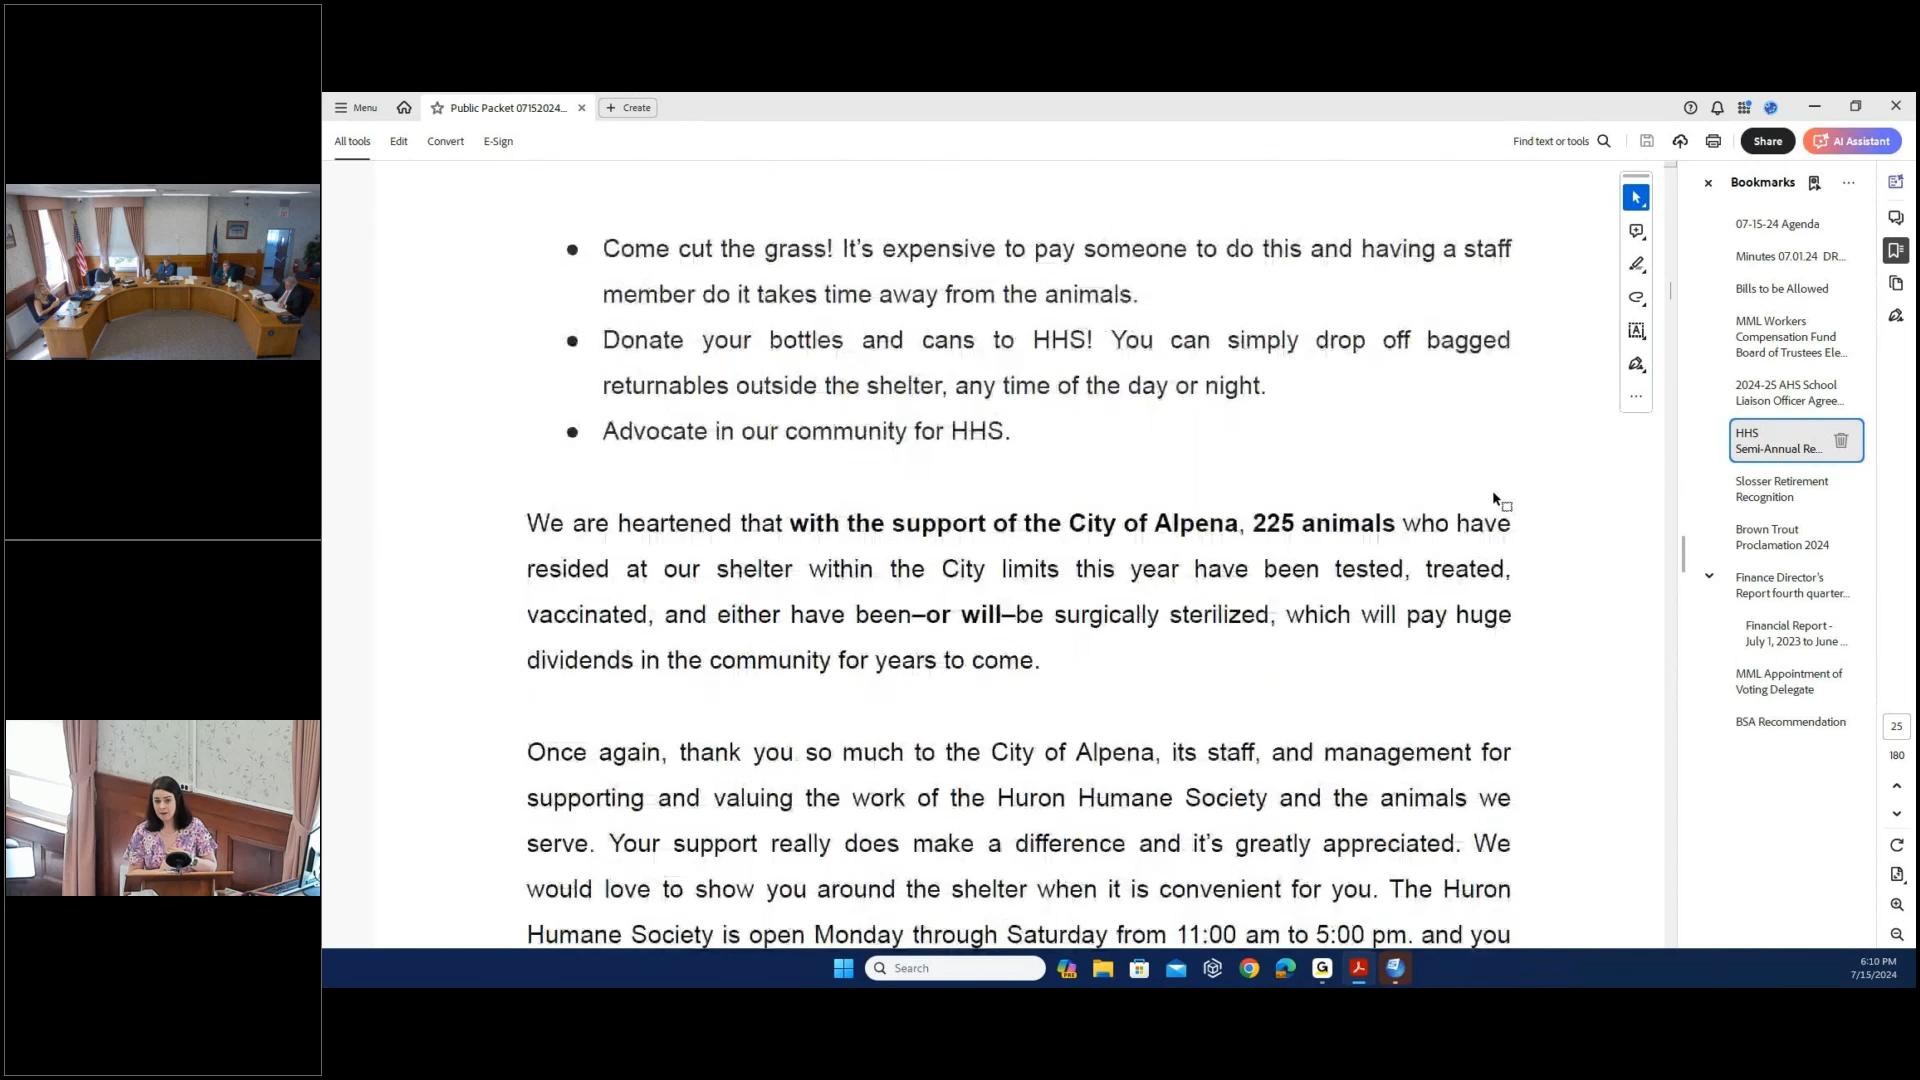 Menu
Public Packet 07152024...
Create
All tools
Edit
Convert
E-Sign
Find text or tools
Share
AI Assistant
Come cut the grass! It's expensive to pay someone to do this and having a staff
member do it takes time away from the animals.
Donate your bottles and cans to HHS! You can simply drop off bagged
returnables outside the shelter, any time of the day or night.
Advocate in our community for HHS.
We are heartened that with the support of the City of Alpena, 225 animals who have
resided at our shelter within the City limits this year have been tested, treated,
vaccinated, and either have been–or will–be surgically sterilized, which will pay huge
dividends in the community for years to come.
Once again, thank you so much to the City of Alpena, its staff, and management for
supporting and valuing the work of the Huron Humane Society and the animals we
serve. Your support really does make a difference and it's greatly appreciated. We
would love to show you around the shelter when it is convenient for you. The Huron
Humane Society is open Monday through Saturday from 11:00 am to 5:00 pm. and you
Bookmarks
07-15-24 Agenda
Minutes 07.01.24 DR...
Bills to be Allowed
MML Workers
Compensation Fund
Board of Trustees Ele...
2024-25 AHS School
Liaison Officer Agree...
HHS
Semi-Annual Re...
Slosser Retirement
Recognition
Brown Trout
Proclamation 2024
Finance Director's
Report fourth quarter...
Financial Report -
July 1, 2023 to June ...
MML Appointment of
Voting Delegate
BSA Recommendation
25
180
Search
6:10 PM
7/15/2024